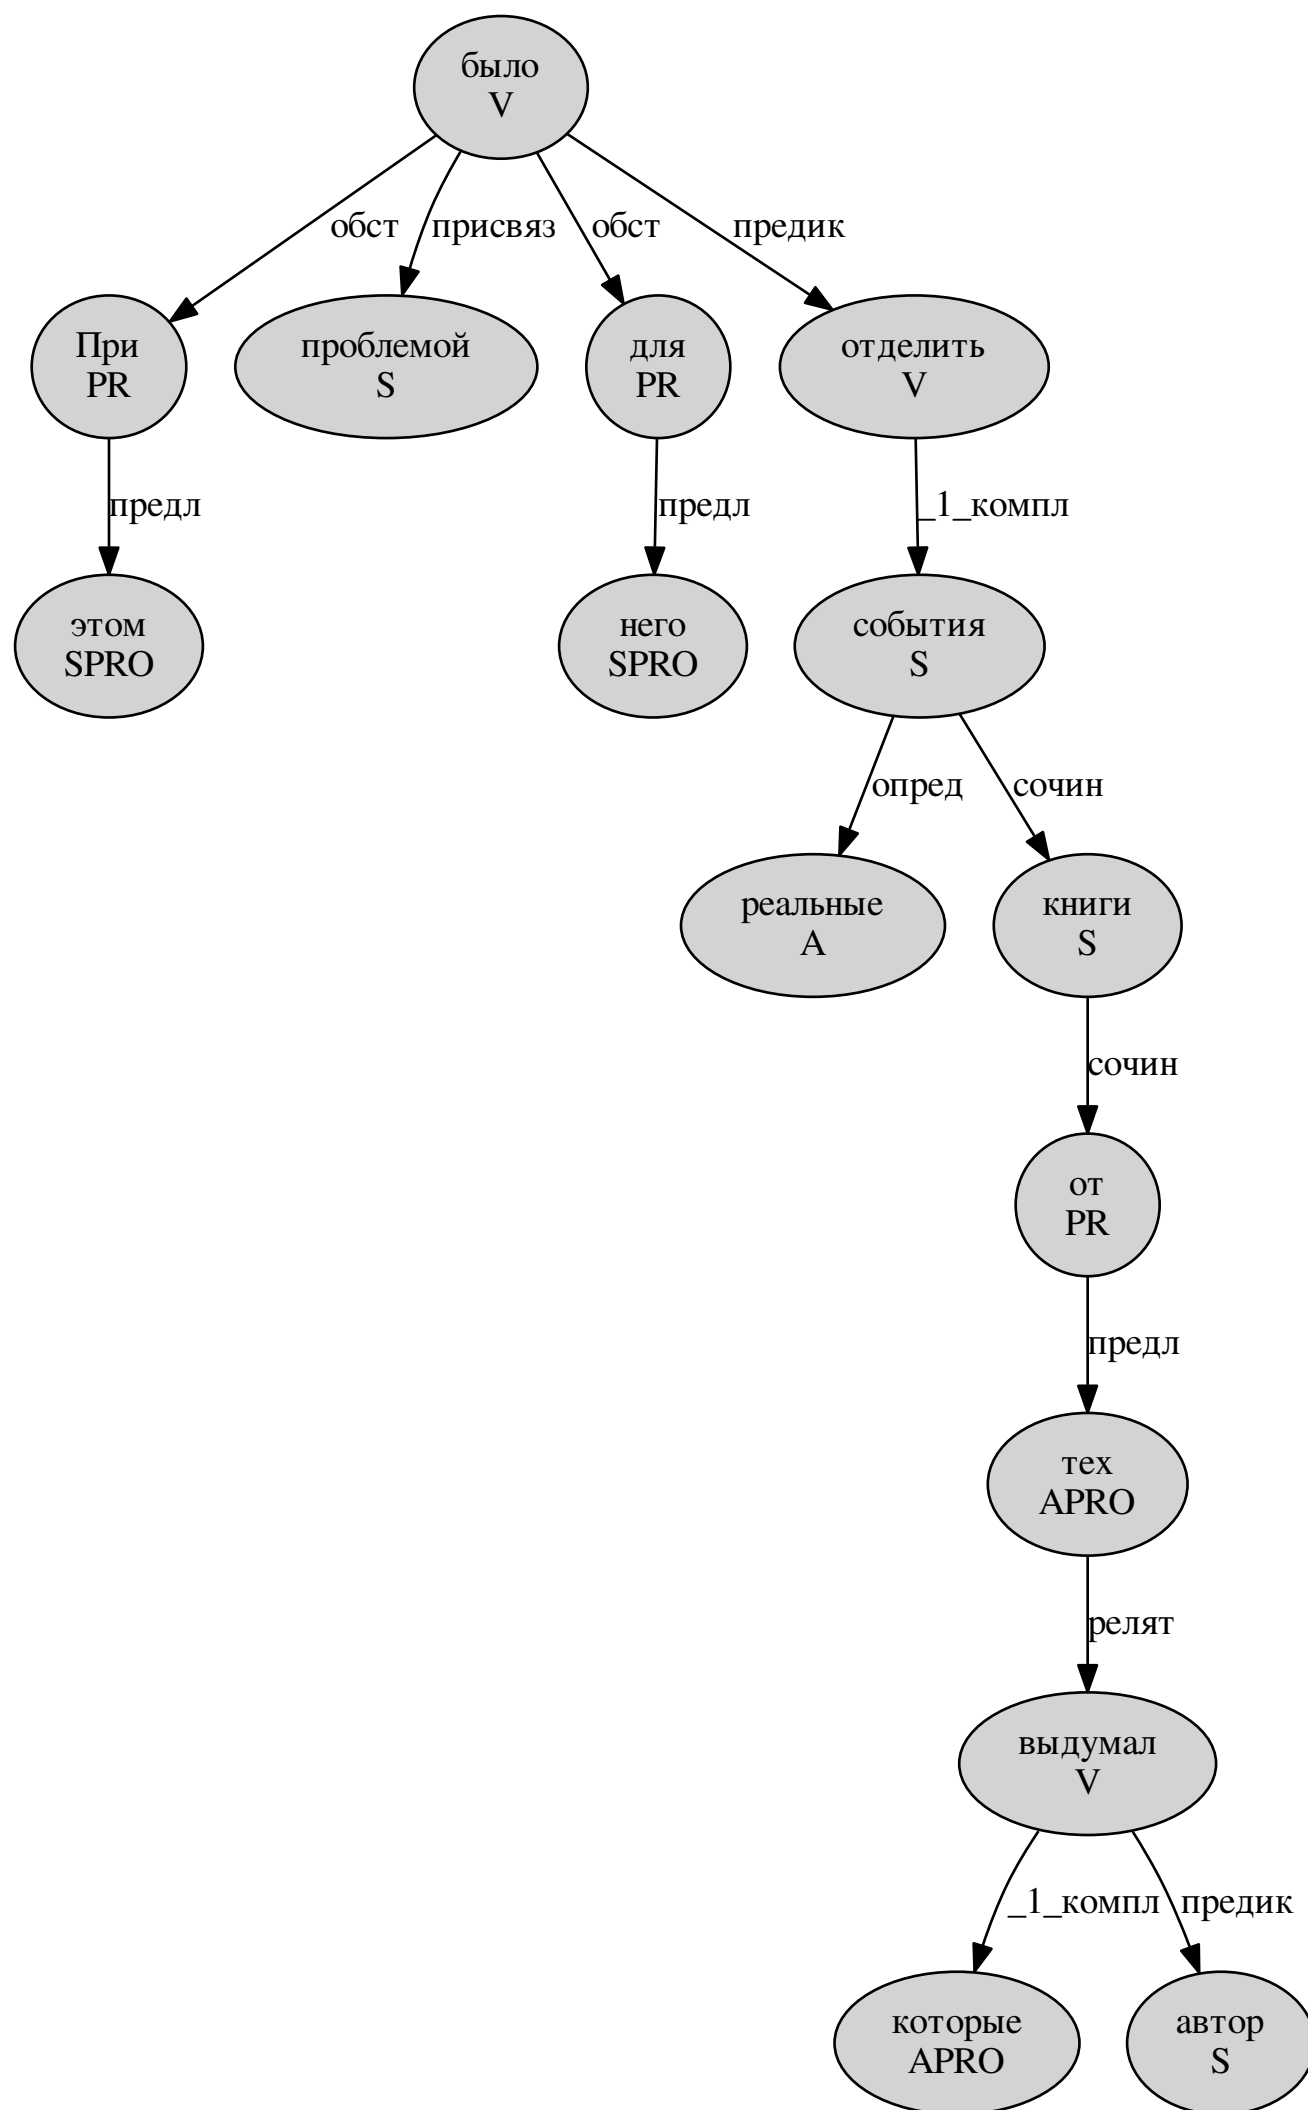 было
V
обст присвяз обст предик
При
PR
проблемой
S
для
PR
отделить
V
предл предл _1_компл
этом
SPRO
него
SPRO
события
S
опред сочин
реальные
A
книги
S
сочин
от
PR
предл
тех
APRO
релят
выдумал
V
_1_компл предик
которые
APRO
автор
S